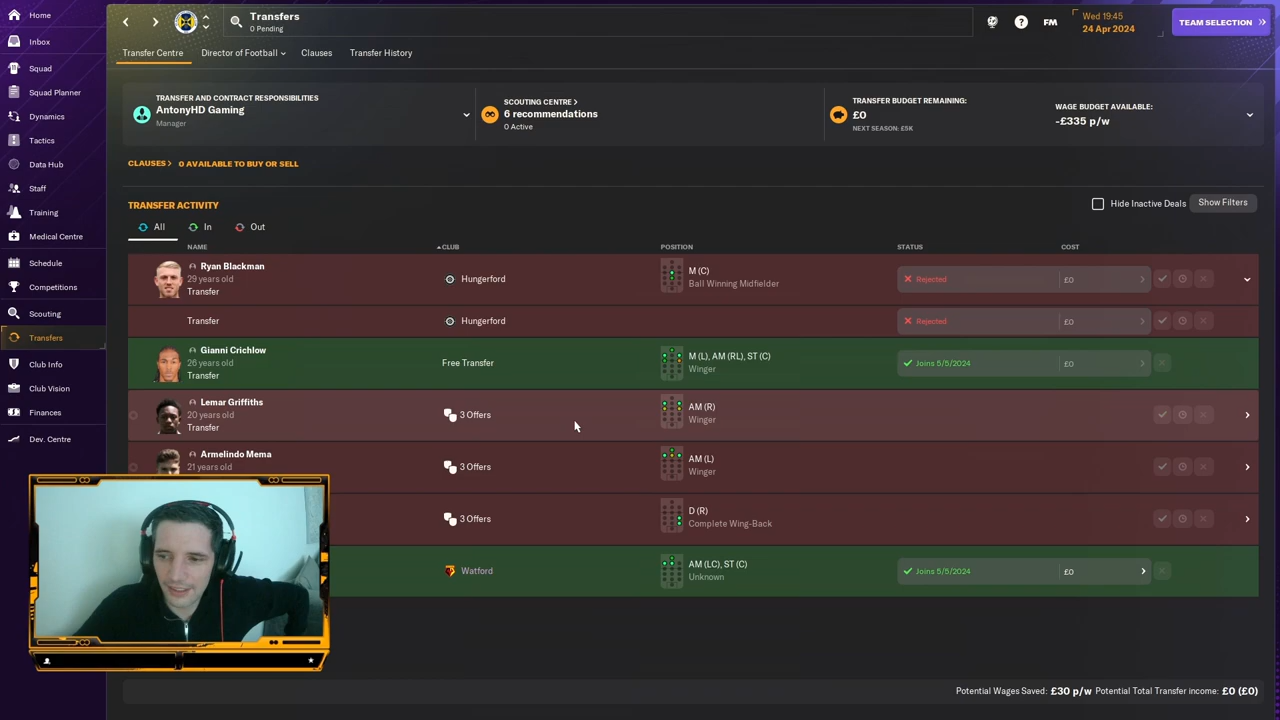 Home
Inbox
Squad
Squad Planner
Dynamics
Tactics
Data Hub
Staff
Training
Medical Centre
Schedule
Competitions
Scouting
Transfers
Club Info
Club Vision
Finances
Dev. Centre
Transfers
0 Pending
FM
Wed 19:45
24 Apr 2024
TEAM SELECTION
Transfer Centre
Director of Football
Clauses
Transfer History
TRANSFER AND CONTRACT RESPONSIBILITIES
AntonyHD Gaming
Manager
SCOUTING CENTRE >
6 recommendations
0 Active
TRANSFER BUDGET REMAINING:
£0
NEXT SEASON: £5K
WAGE BUDGET AVAILABLE:
-£335 p/w
CLAUSES > 0 AVAILABLE TO BUY OR SELL
TRANSFER ACTIVITY
Hide Inactive Deals
Show Filters
All
In
Out
NAME
CLUB
POSITION
STATUS
COST
Ryan Blackman
29 years old
Transfer
Hungerford
M (C)
Ball Winning Midfielder
Rejected
£0
Transfer
Hungerford
Rejected
£0
Gianni Crichlow
26 years old
Transfer
Free Transfer
M (L), AM (RL), ST (C)
Winger
Joins 5/5/2024
£0
Lemar Griffiths
20 years old
Transfer
3 Offers
AM (R)
Winger
Armelindo Mema
21 years old
3 Offers
AM (L)
Winger
3 Offers
D (R)
Complete Wing-Back
Watford
AM (LC), ST (C)
Unknown
Joins 5/5/2024
£0
Potential Wages Saved: £30 p/w Potential Total Transfer income: £0 (£0)